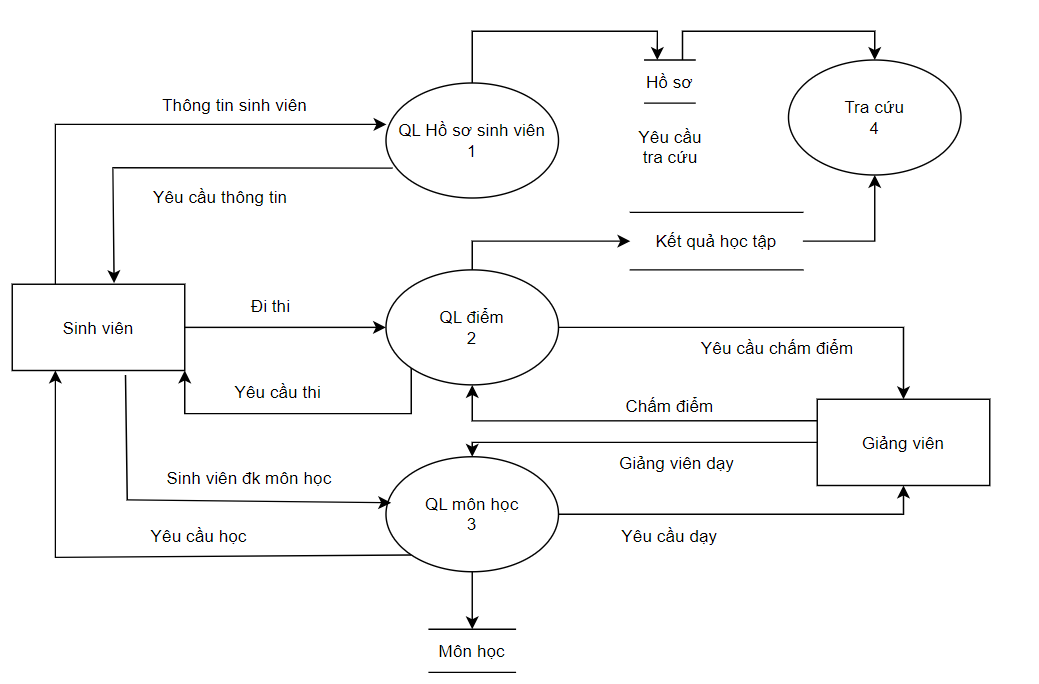 Thông tin sinh viên
QL Hồ sơ sinh viên
1
Hồ sơ
Tra cứu
4
Yêu cầu
tra cứu
Yêu cầu thông tin
Kết quả học tập
Sinh viên
Đi thi
QL điểm
2
Yêu cầu chấm điểm
Yêu cầu thi
Chấm điểm
Giảng viên
Giảng viên dạy
Sinh viên đk môn học
QL môn học
3
Yêu cầu học
Yêu cầu dạy
Môn học